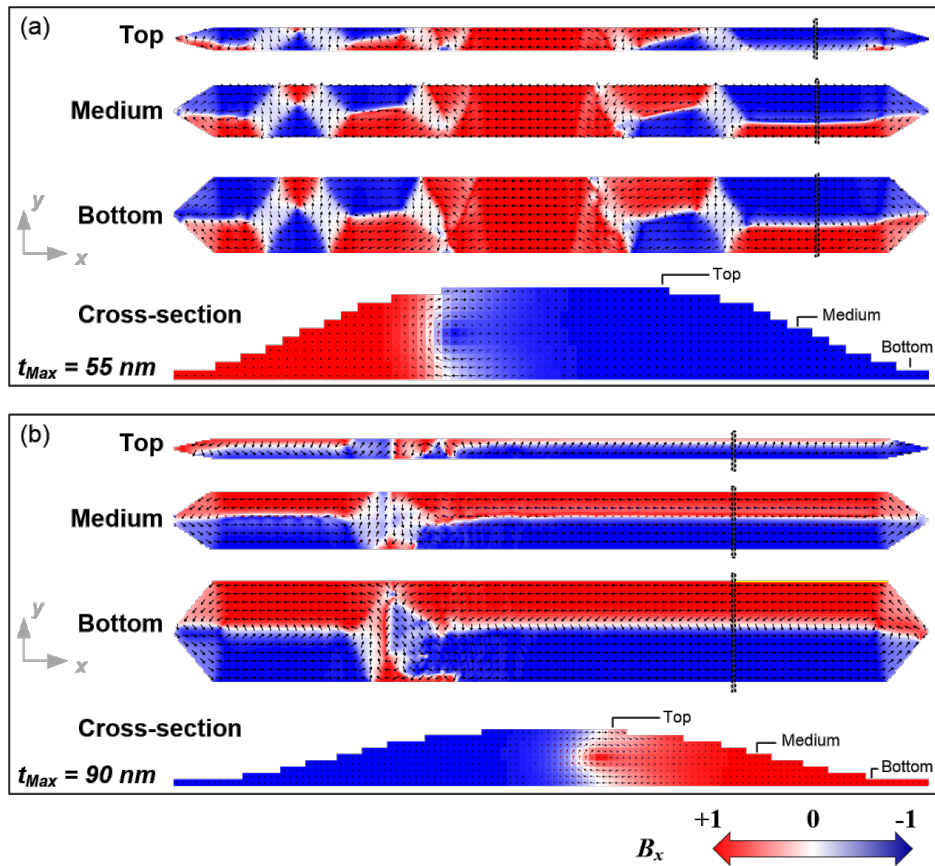 (a)
Top
Medium
Bottom
y
x
Cross-section
Top
Medium
Bottom
tMax = 55 nm
(b)
Top
Medium
Bottom
y
x
Cross-section
Top
Medium
Bottom
tMax = 90 nm
+1 0 -1
Bx